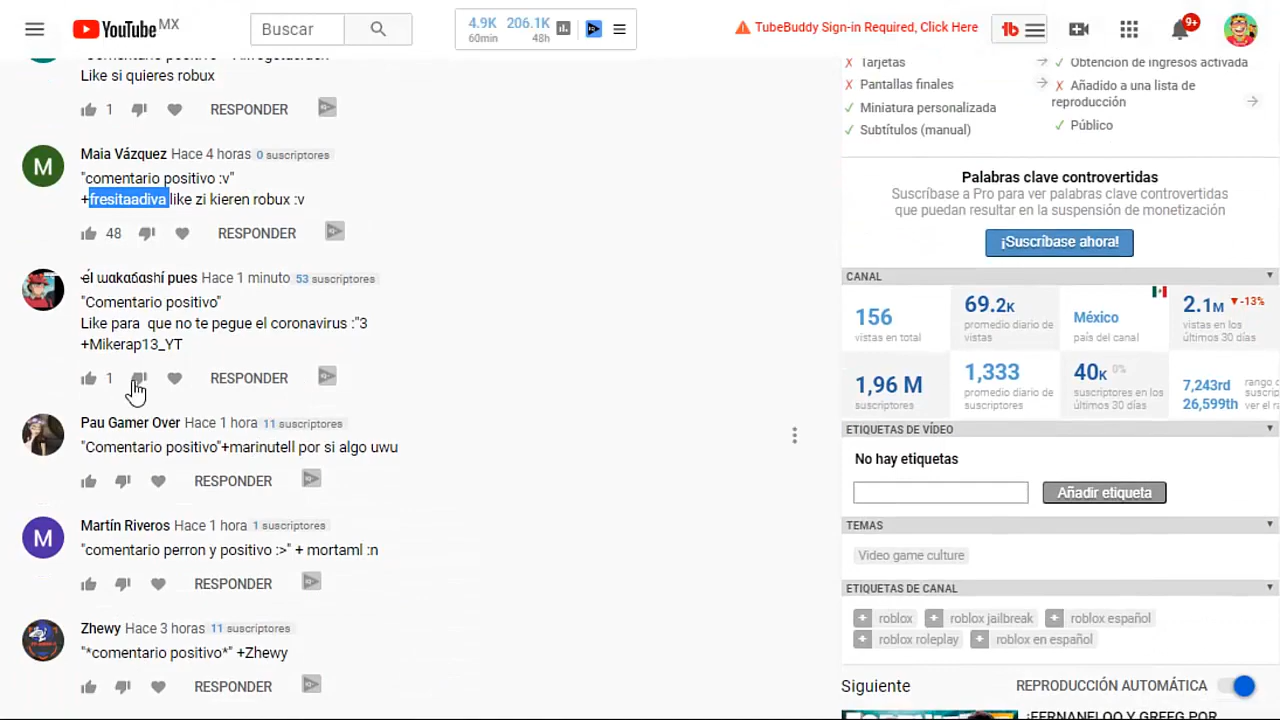 YouTube MX
Buscar
4.9K 206.1K
60min 48h
TubeBuddy Sign-in Required, Click Here
tb
9+
Like si quieres robux
1 RESPONDER
Maia Vázquez Hace 4 horas 0 suscriptores
"comentario positivo :v"
+fresitaadiva like zi kieren robux :v
48 RESPONDER
Hace 1 minuto 53 suscriptores
"Comentario positivo"
Like para que no te pegue el coronavirus :"3
+Mikerap13_YT
1 RESPONDER
Pau Gamer Over Hace 1 hora 11 suscriptores
"Comentario positivo"+marinutell por si algo uwu
RESPONDER
Martín Riveros Hace 1 hora 1 suscriptores
"comentario perron y positivo :>" + mortaml :n
RESPONDER
Zhewy Hace 3 horas 11 suscriptores
"*comentario positivo*" +Zhewy
RESPONDER
M
M
Tarjetas
Pantallas finales
Miniatura personalizada
Subtítulos (manual)
Obtención de ingresos activada
Añadido a una lista de
reproducción
Público
Palabras clave controvertidas
Suscríbase a Pro para ver palabras clave controvertidas
que puedan resultar en la suspensión de monetización
¡Suscríbase ahora!
CANAL
156
vistas en total
69.2K
promedio diario de
vistas
México
país del canal
2.1M -13%
vistas en los
últimos 30 días
1,96 M
suscriptores
1,333
promedio diario de
suscriptores
40K 0%
suscriptores en los
últimos 30 días
7,243rd
26,599th
ETIQUETAS DE VÍDEO
No hay etiquetas
Añadir etiqueta
TEMAS
Video game culture
ETIQUETAS DE CANAL
roblox roblox jailbreak roblox español
roblox roleplay roblox en español
Siguiente REPRODUCCIÓN AUTOMÁTICA
¡FERNANFLOO Y GREFG POR